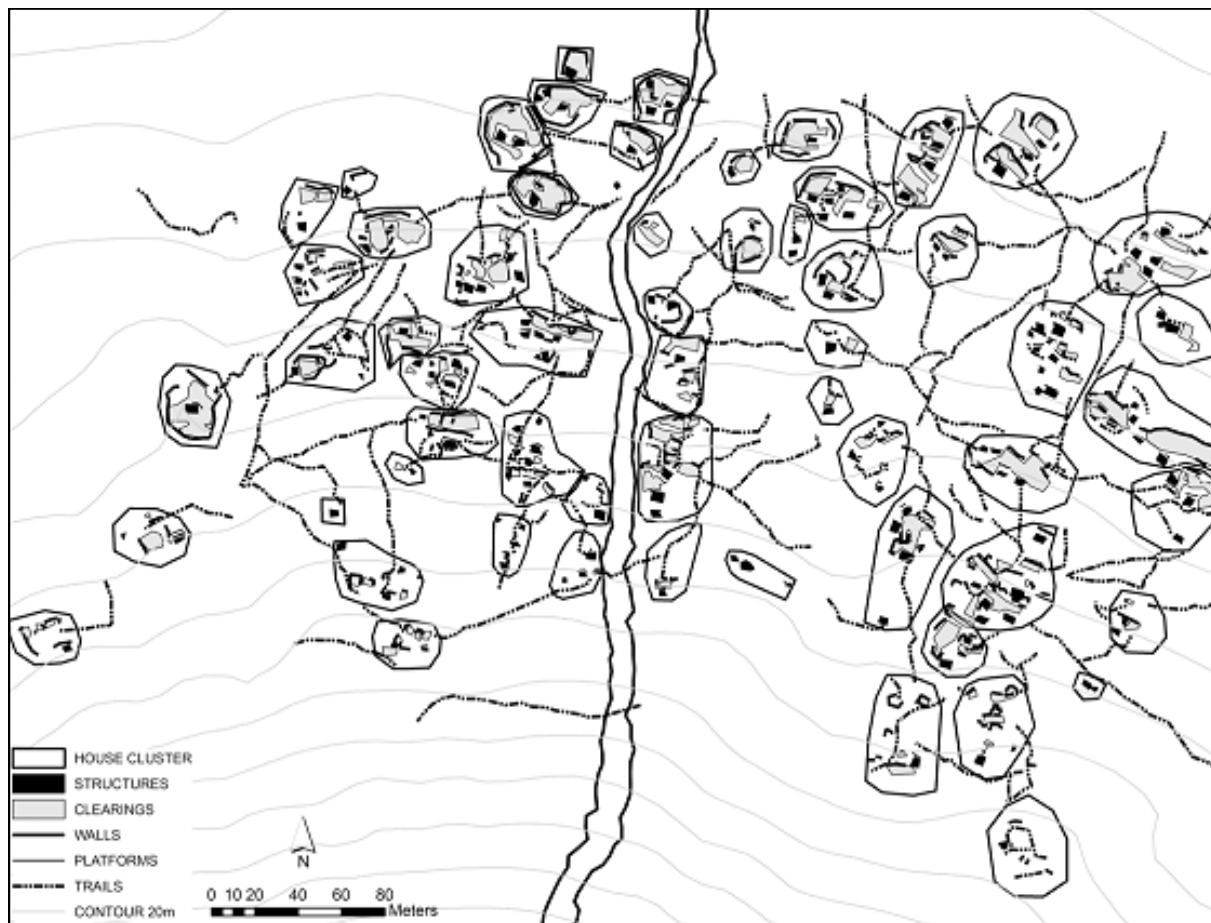 HOUSE CLUSTER
STRUCTURES
CLEARINGS
WALLS
PLATFORMS
TRAILS
CONTOUR 20m
N
0 10 20 40 60 80
Meters